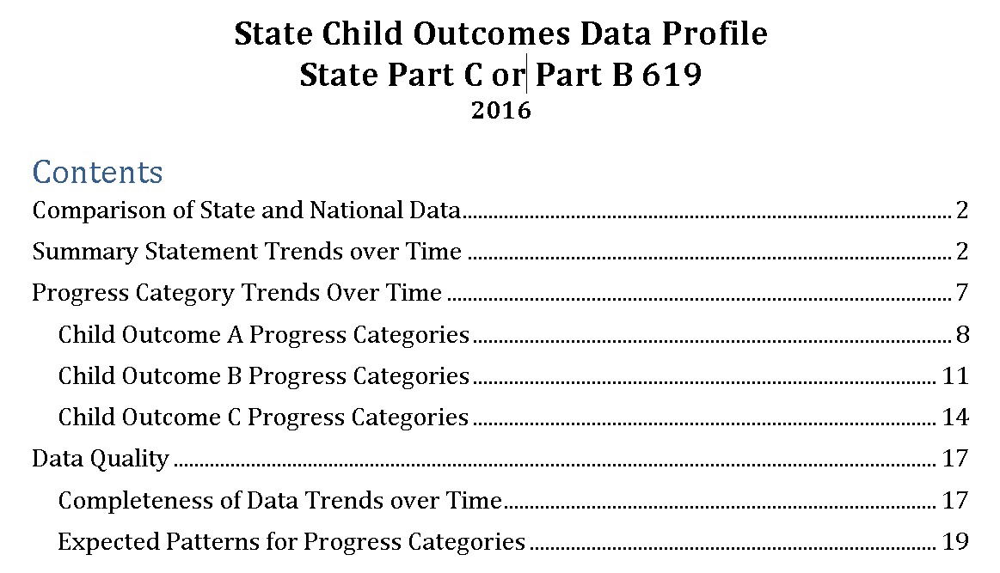 State Child Outcomes Data Profile
State Part C or Part B 619
2016
Contents
Comparison of State and National Data 2
Summary Statement Trends over Time 2
Progress Category Trends Over Time 7
Child Outcome A Progress Categories 8
Child Outcome B Progress Categories 11
Child Outcome C Progress Categories 14
Data Quality 17
Completeness of Data Trends over Time 17
Expected Patterns for Progress Categories 19